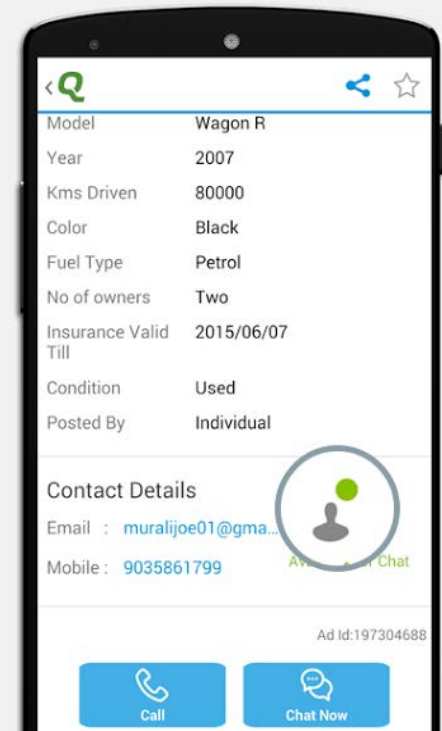 Q
Model Wagon R
Year 2007
Kms Driven 80000
Color Black
Fuel Type Petrol
No of owners Two
Insurance Valid 2015/06/07
Till
Condition Used
Posted By Individual
Contact Details
Email : muralijoe01@gma...
Mobile : 9035861799
Chat
Ad Id:197304688
Call
Chat Now